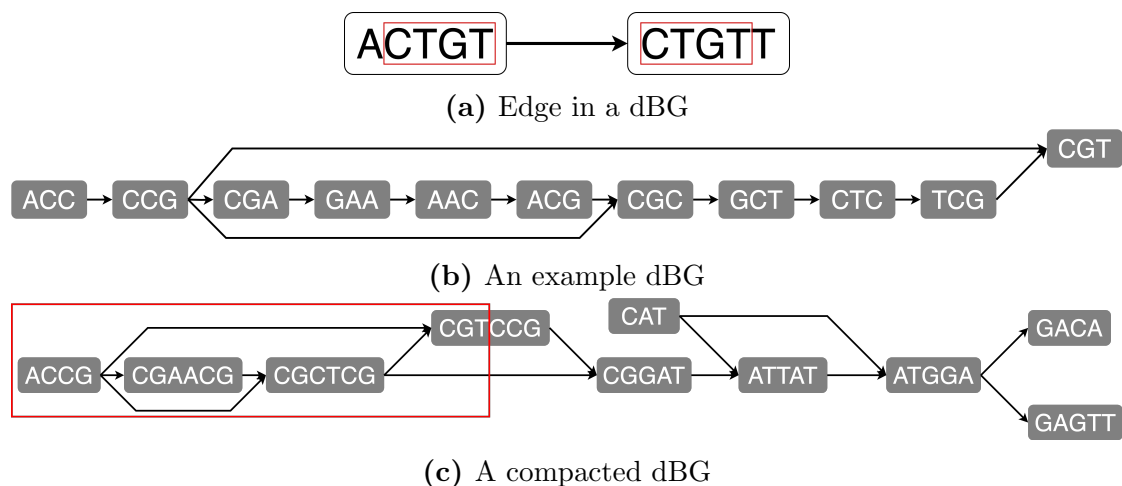 ACTGT CTGTT
(a) Edge in a dBG
CGT
ACC CCG CGA GAA AAC ACG CGC GCT CTC TCG
(b) An example dBG
CGTCCG CAT GACA
ACCG CGAACG CGCTCG CGGAT ATTAT ATGGA
GAGTT
(c) A compacted dBG